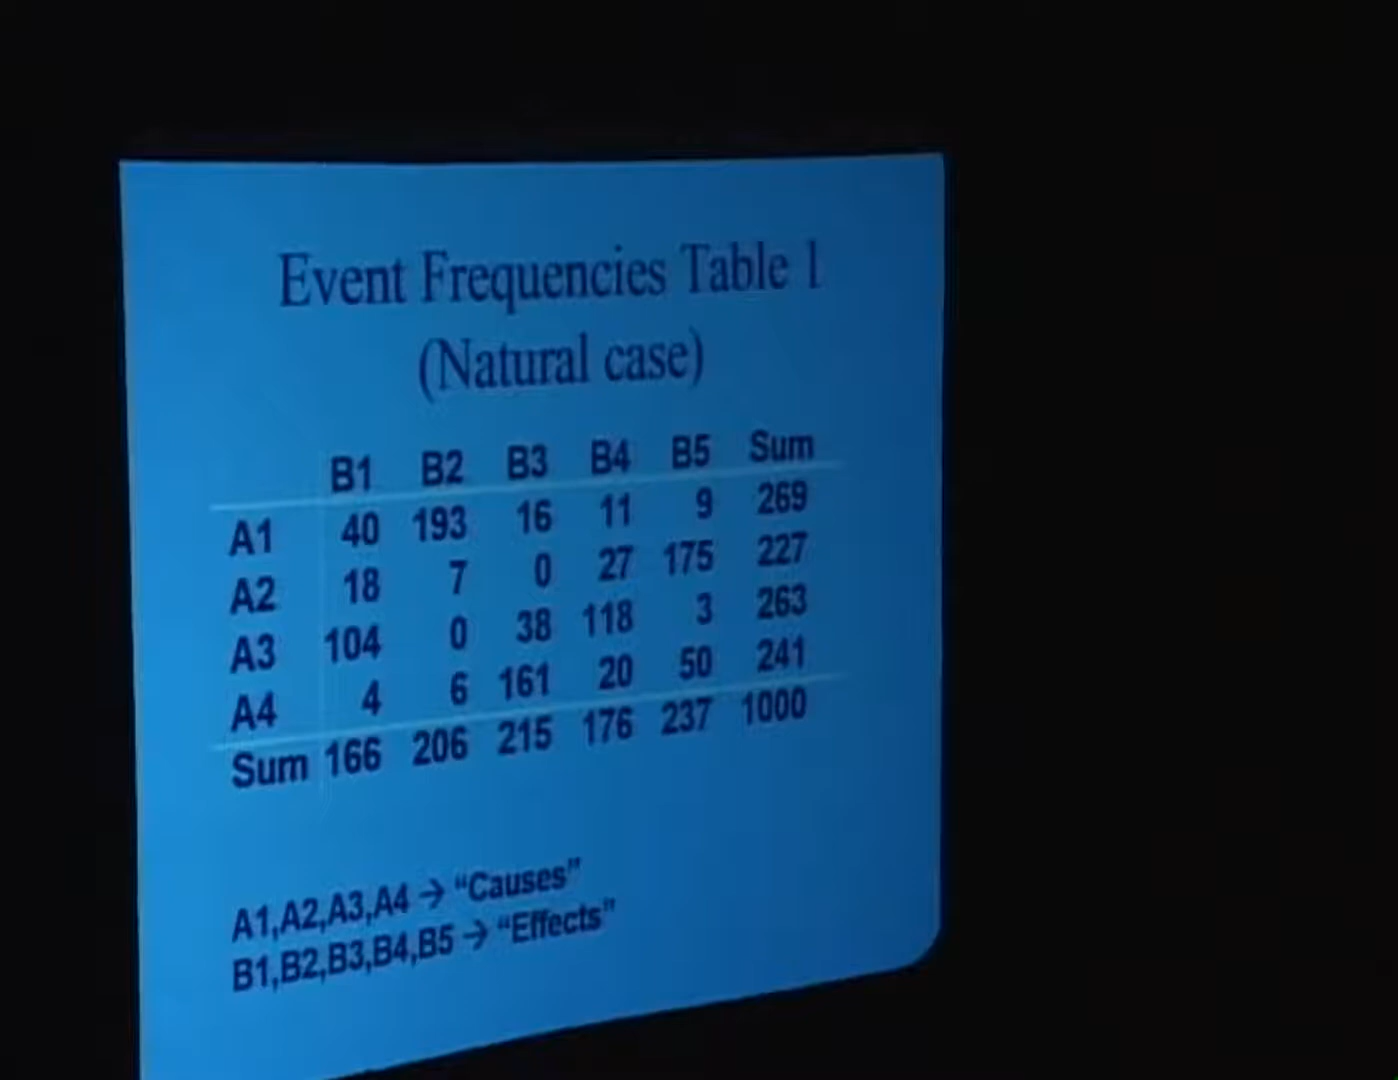 Event Frequencies Table 1
(Natural case)
B1 B2 B3 B4 B5 Sum
A1 40 193 16 11 9 269
A2 18 7 0 27 175 227
A3 104 0 38 118 3 263
A4 4 6 161 20 50 241
Sum 166 206 215 176 237 1000
A1,A2,A3,A4 → “Causes”
B1,B2,B3,B4,B5 → “Effects”